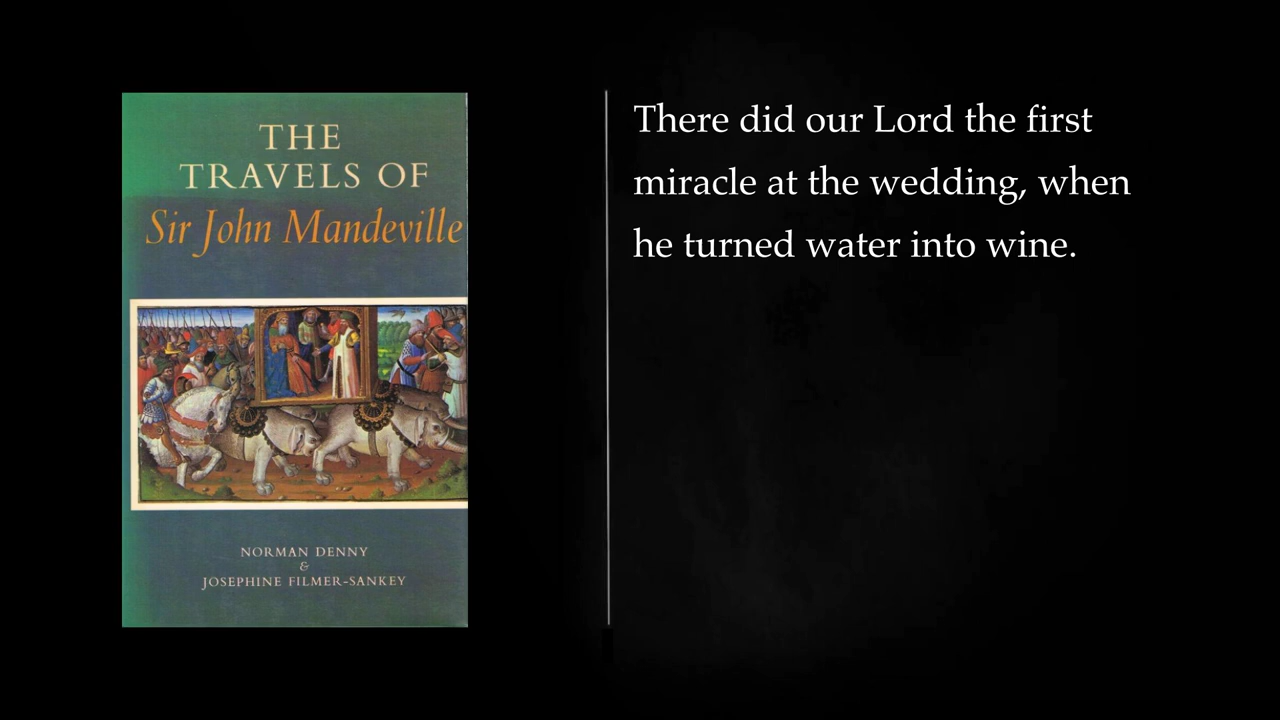 THE
TRAVELS OF
Sir John Mandeville
NORMAN DENNY
&
JOSEPHINE FILMER-SANKEY
There did our Lord the first
miracle at the wedding, when
he turned water into wine.